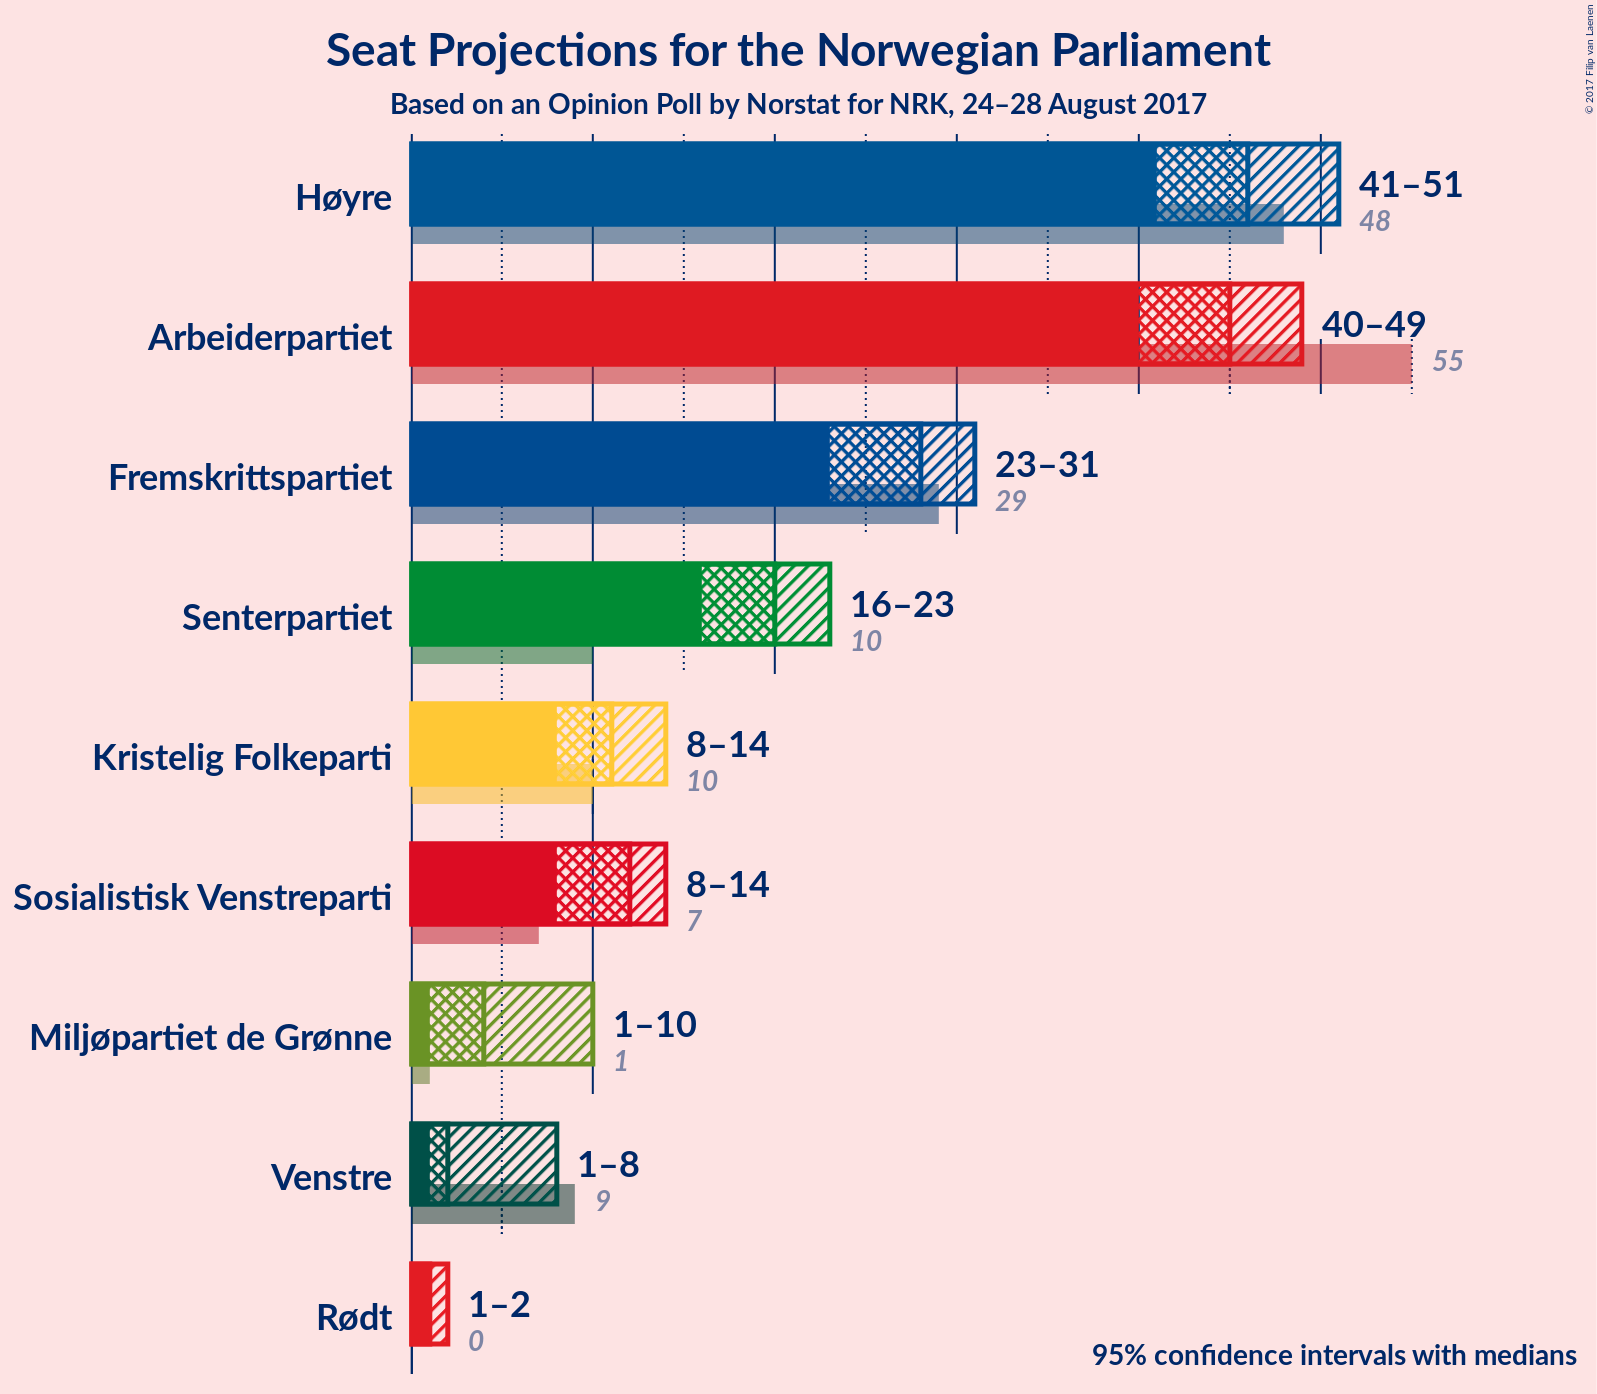 Seat Projections for the Norwegian Parliament
Based on an Opinion Poll by Norstat for NRK, 24–28 August 2017
© 2017 Filip van Laenen
Høyre
41–51
48
Arbeiderpartiet
40–49
55
Fremskrittspartiet
23–31
29
Senterpartiet
16–23
10
Kristelig Folkeparti
8–14
10
Sosialistisk Venstreparti
8–14
7
Miljøpartiet de Grønne
1–10
1
Venstre
1–8
9
Rødt
1–2
0
95% confidence intervals with medians